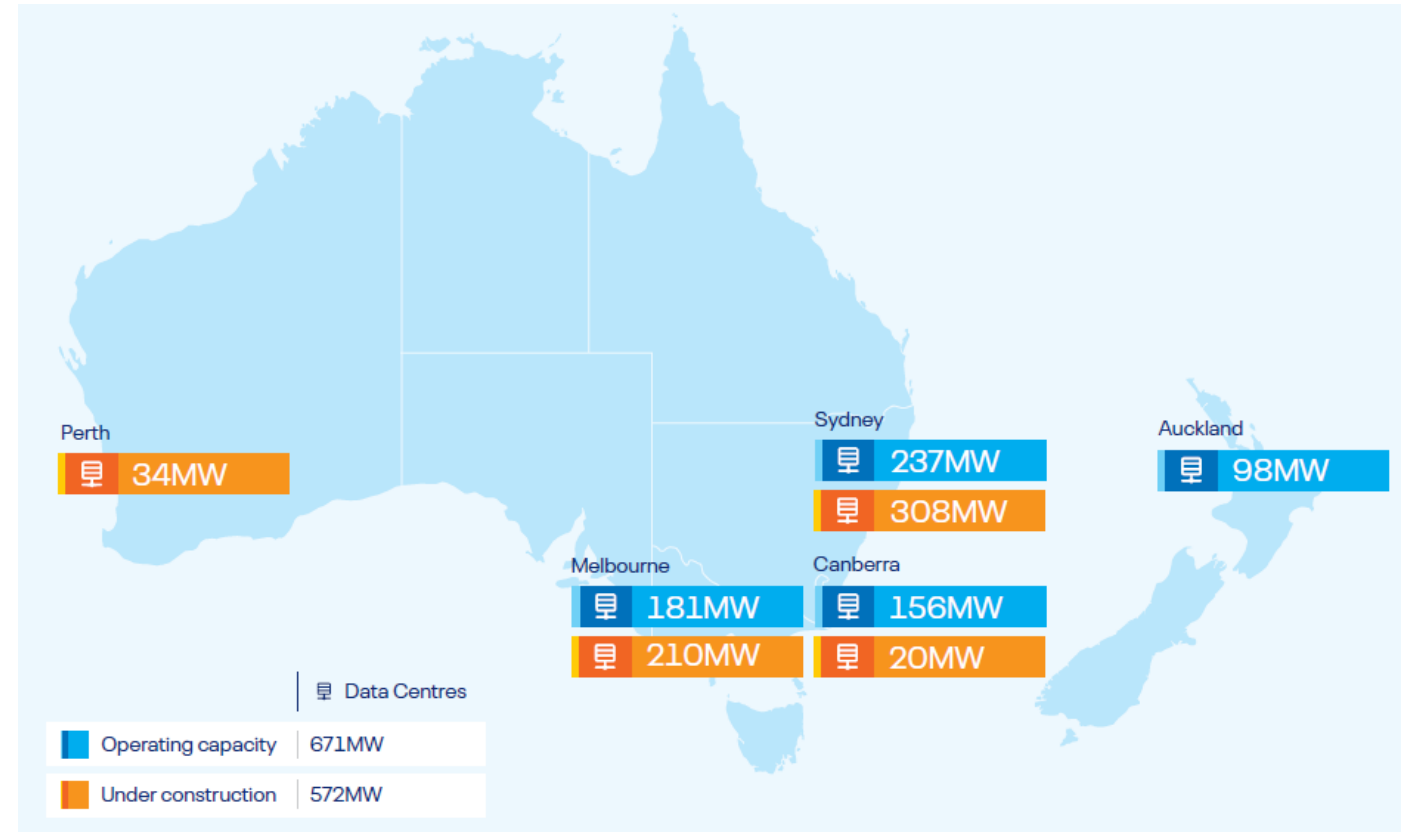 Perth
34MW
Sydney
237MW
308MW
Auckland
98MW
Melbourne
181MW
210MW
Canberra
156MW
20MW
Data Centres
Operating capacity 671MW
Under construction 572MW